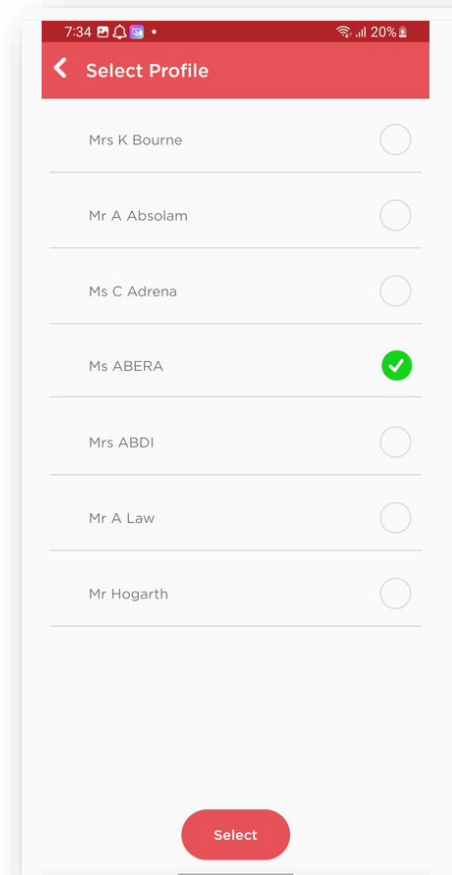 7:34
20%
Select Profile
Mrs K Bourne
Mr A Absolam
Ms C Adrena
Ms ABERA
Mrs ABDI
Mr A Law
Mr Hogarth
Select